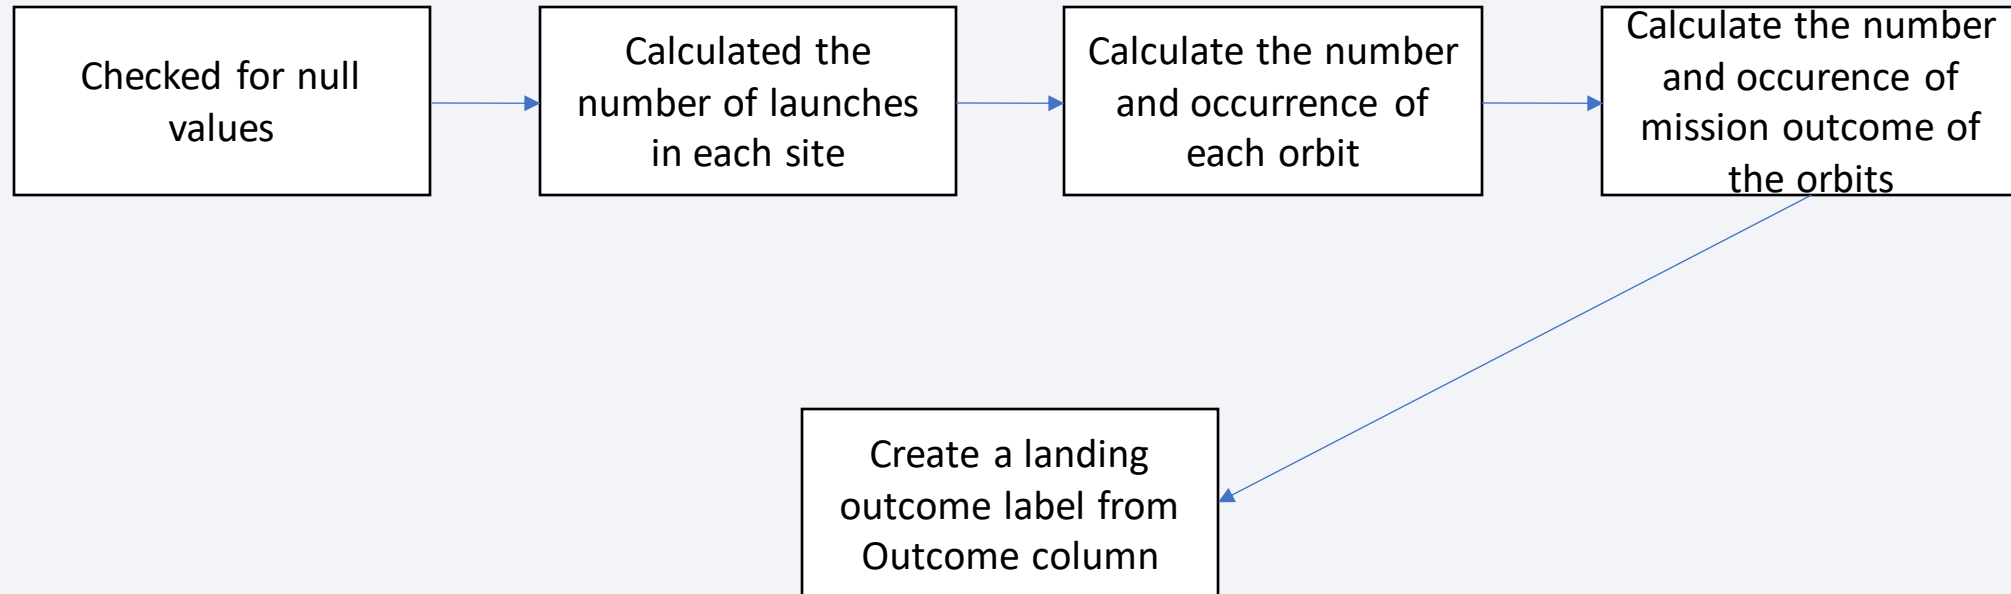 Checked for null
values
Calculated the
number of launches
in each site
Calculate the number
and occurrence of
each orbit
Calculate the number
and occurence of
mission outcome of
the orbits
Create a landing
outcome label from
Outcome column